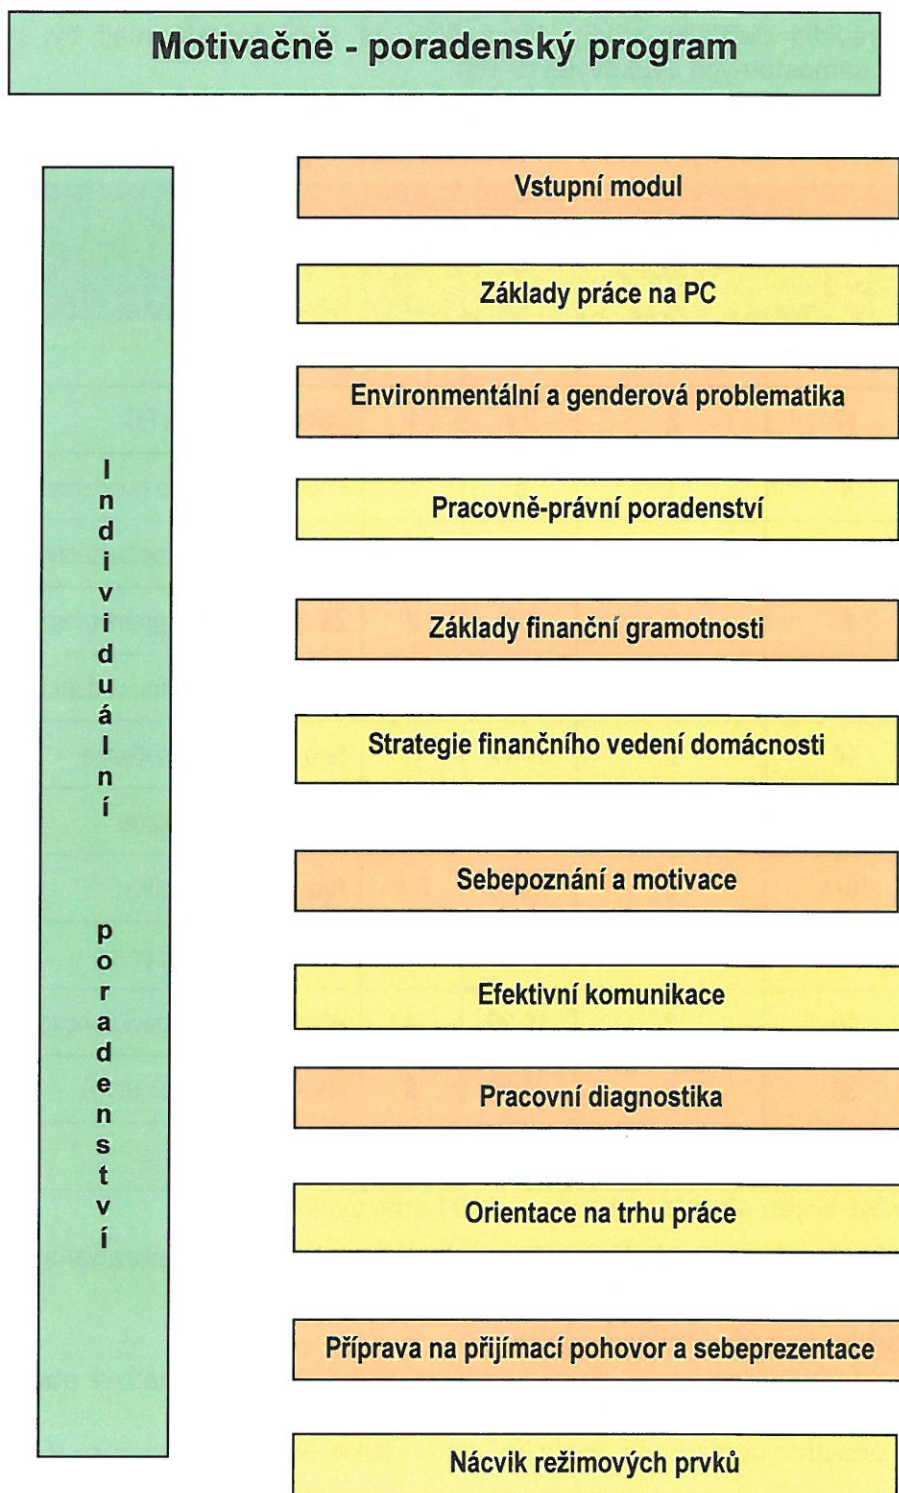 Motivačně - poradenský program
Individuální poradenství
Vstupní modul
Základy práce na PC
Environmentální a genderová problematika
Pracovně-právní poradenství
Základy finanční gramotnosti
Strategie finančního vedení domácnosti
Sebepoznání a motivace
Efektivní komunikace
Pracovní diagnostika
Orientace na trhu práce
Příprava na přijímací pohovor a sebeprezentace
Nácvik režimových prvků